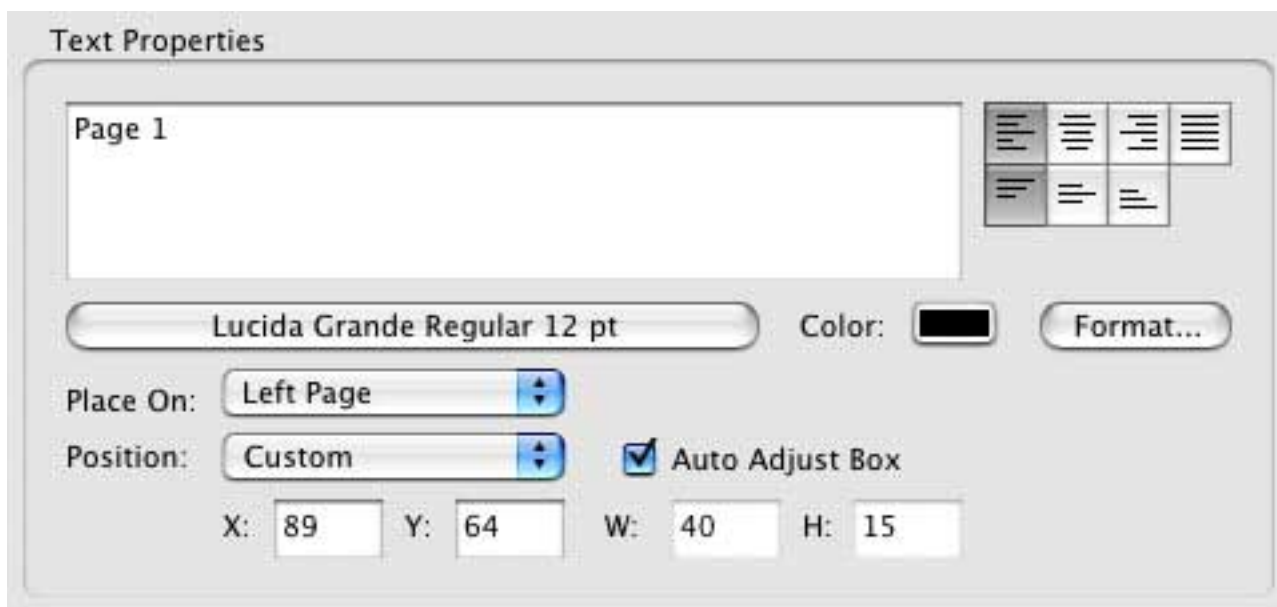 Text Properties
Page 1
Lucida Grande Regular 12 pt Color: Format...
Place On: Left Page
Position: Custom Auto Adjust Box
X: 89 Y: 64 W: 40 H: 15